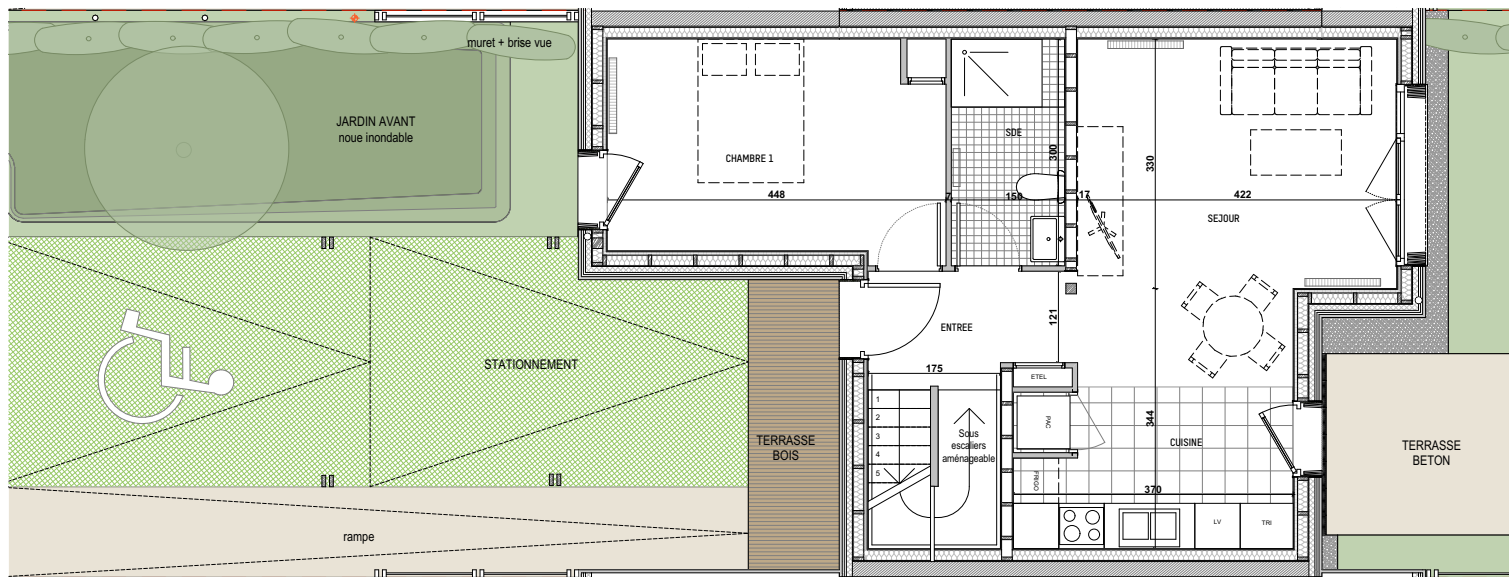 muret + brise vue
JARDIN AVANT
noue inondable
CHAMBRE 1
448
7
SDE
300
150
17
330
422
SEJOUR
STATIONNEMENT
ENTREE
121
175
ETEL
PAC
344
CUISINE
1
2
3
4
5
Sous
escaliers
aménageable
TERRASSE
BOIS
TERRASSE
BETON
FRIGO
370
LV
TRI
rampe